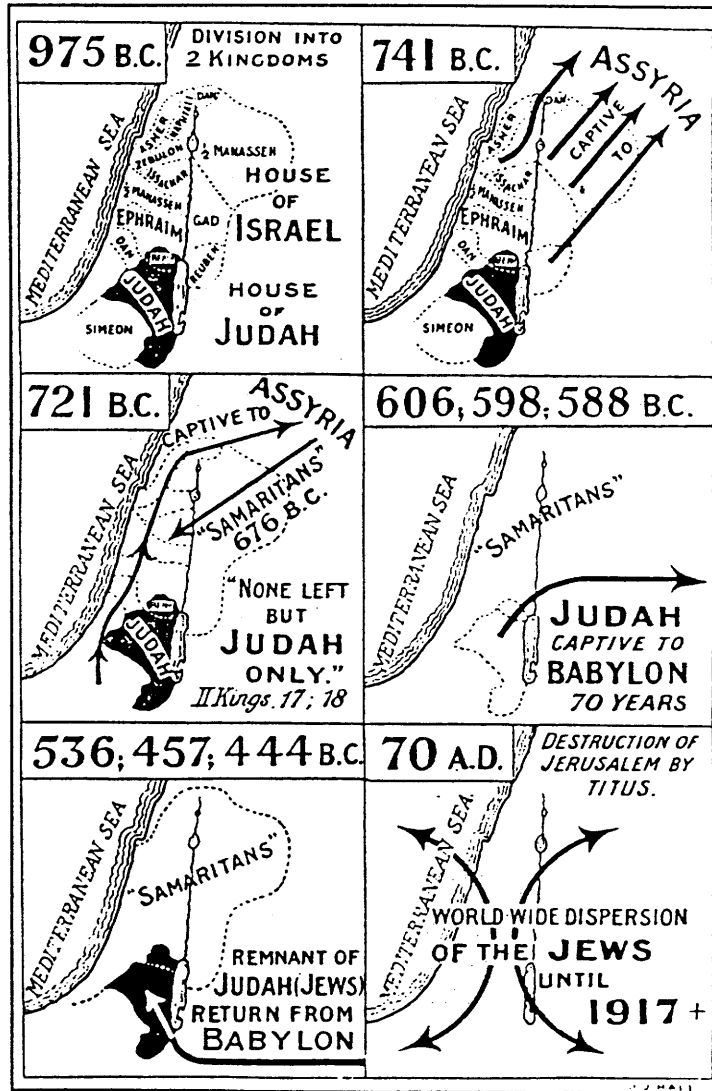 975 B.C.
DIVISION INTO
2 KINGDOMS
MEDITERRANEAN SEA
DAN
NAPHTALI
ASHER
ZEBULON
ISSACHAR
½ MANASSEH
½ MANASSEH
EPHRAIM
GAD
DAN
REUBEN
BENJ.
JUDAH
SIMEON
HOUSE
OF
ISRAEL
HOUSE
OF
JUDAH
741 B.C.
ASSYRIA
CAPTIVE
TO
MEDITERRANEAN SEA
DAN
ASHER
ISSACHAR
½ MANASSEH
EPHRAIM
DAN
JUDAH
SIMEON
721 B.C.
CAPTIVE TO
ASSYRIA
MEDITERRANEAN SEA
"SAMARITANS"
676 B.C.
JUDAH
"NONE LEFT
BUT
JUDAH
ONLY."
II Kings. 17; 18
606; 598; 588 B.C.
MEDITERRANEAN SEA
"SAMARITANS"
JUDAH
CAPTIVE TO
BABYLON
70 YEARS
536; 457; 444 B.C.
MEDITERRANEAN SEA
"SAMARITANS"
REMNANT OF
JUDAH (JEWS)
RETURN FROM
BABYLON
70 A.D.
DESTRUCTION OF
JERUSALEM BY
TITUS.
MEDITERRANEAN SEA
WORLD WIDE DISPERSION
OF THE JEWS
UNTIL
1917 +